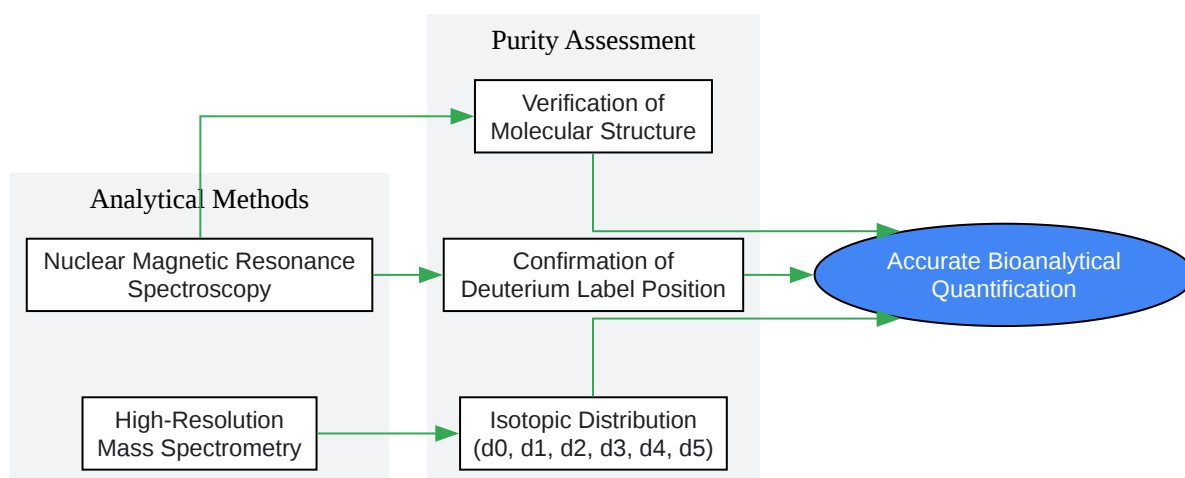 Purity Assessment
Verification of
Molecular Structure
Analytical Methods
Nuclear Magnetic Resonance
Spectroscopy
Confirmation of
Deuterium Label Position
Accurate Bioanalytical
Quantification
High-Resolution
Mass Spectrometry
Isotopic Distribution
(d0, d1, d2, d3, d4, d5)